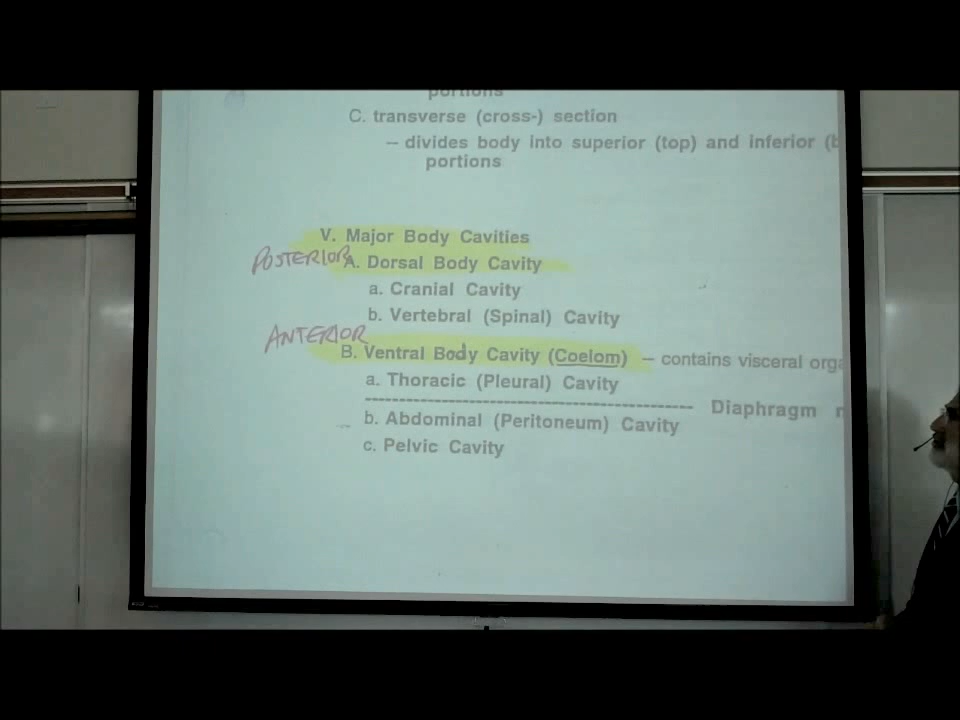 portions
C. transverse (cross-) section
– divides body into superior (top) and inferior (b
portions
V. Major Body Cavities
POSTERIOR A. Dorsal Body Cavity
a. Cranial Cavity
b. Vertebral (Spinal) Cavity
ANTERIOR
B. Ventral Body Cavity (Coelom) – contains visceral orga
a. Thoracic (Pleural) Cavity
Diaphragm m
b. Abdominal (Peritoneum) Cavity
c. Pelvic Cavity